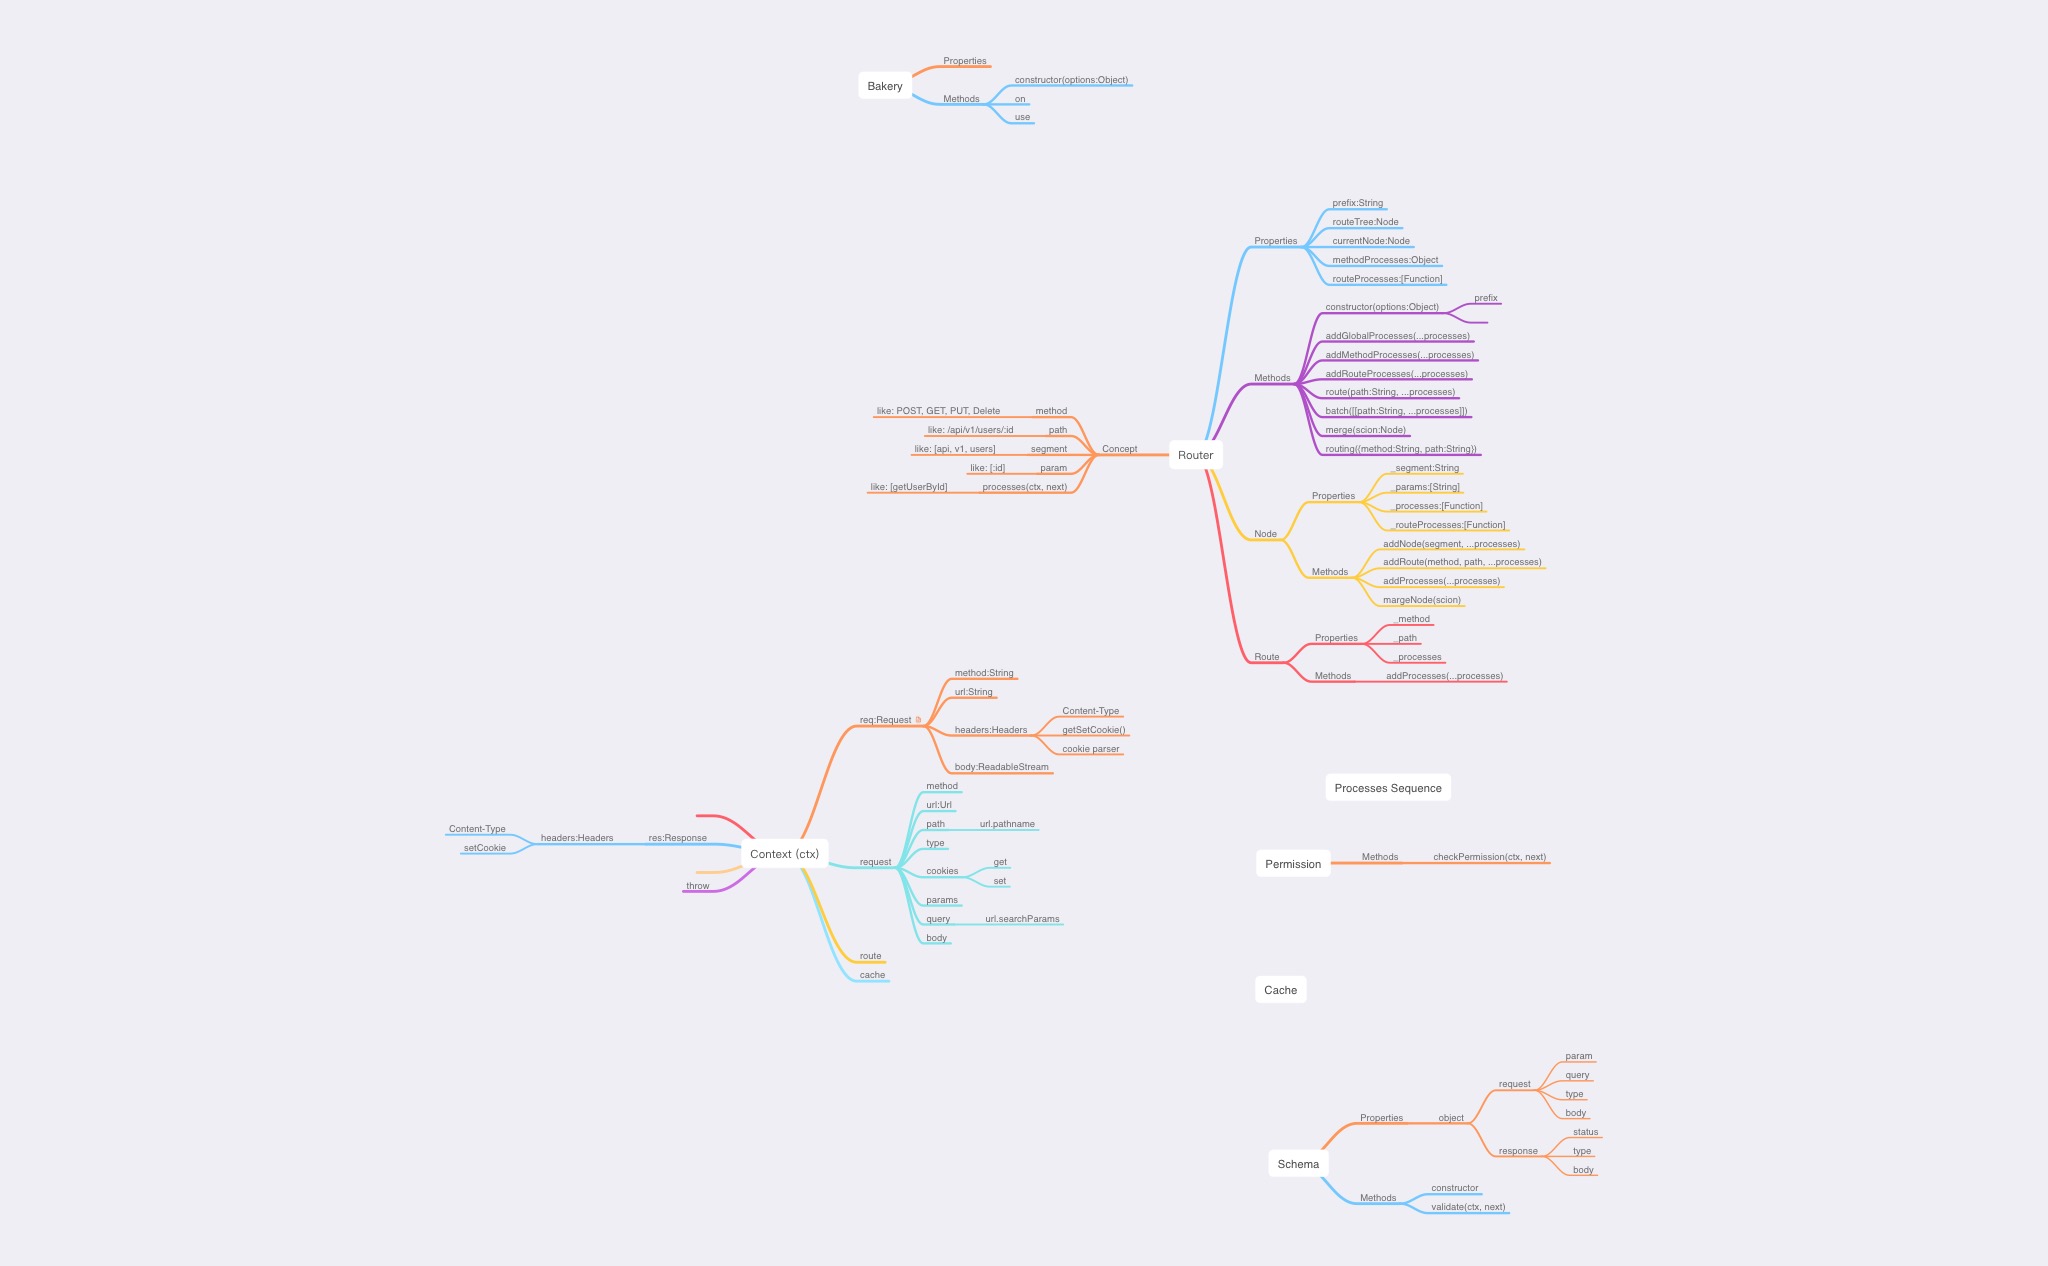 Bakery
Properties
Methods
constructor(options:Object)
on
use
Router
Concept
method
like: POST, GET, PUT, Delete
path
like: /api/v1/users/:id
segment
like: [api, v1, users]
param
like: [:id]
processes(ctx, next)
like: [getUserById]
Properties
prefix:String
routeTree:Node
currentNode:Node
methodProcesses:Object
routeProcesses:[Function]
Methods
constructor(options:Object)
prefix
addGlobalProcesses(...processes)
addMethodProcesses(...processes)
addRouteProcesses(...processes)
route(path:String, ...processes)
batch([[path:String, ...processes]])
merge(scion:Node)
routing((method:String, path:String))
Node
Properties
_segment:String
_params:[String]
_processes:[Function]
_routeProcesses:[Function]
Methods
addNode(segment, ...processes)
addRoute(method, path, ...processes)
addProcesses(...processes)
margeNode(scion)
Route
Properties
_method
_path
_processes
Methods
addProcesses(...processes)
Context (ctx)
req:Request
method:String
url:String
headers:Headers
Content-Type
getSetCookie()
cookie parser
body:ReadableStream
request
method
url:Url
path
url.pathname
type
cookies
get
set
params
query
url.searchParams
body
route
cache
res:Response
headers:Headers
Content-Type
setCookie
throw
Processes Sequence
Permission
Methods
checkPermission(ctx, next)
Cache
Schema
Properties
object
request
param
query
type
body
response
status
type
body
Methods
constructor
validate(ctx, next)